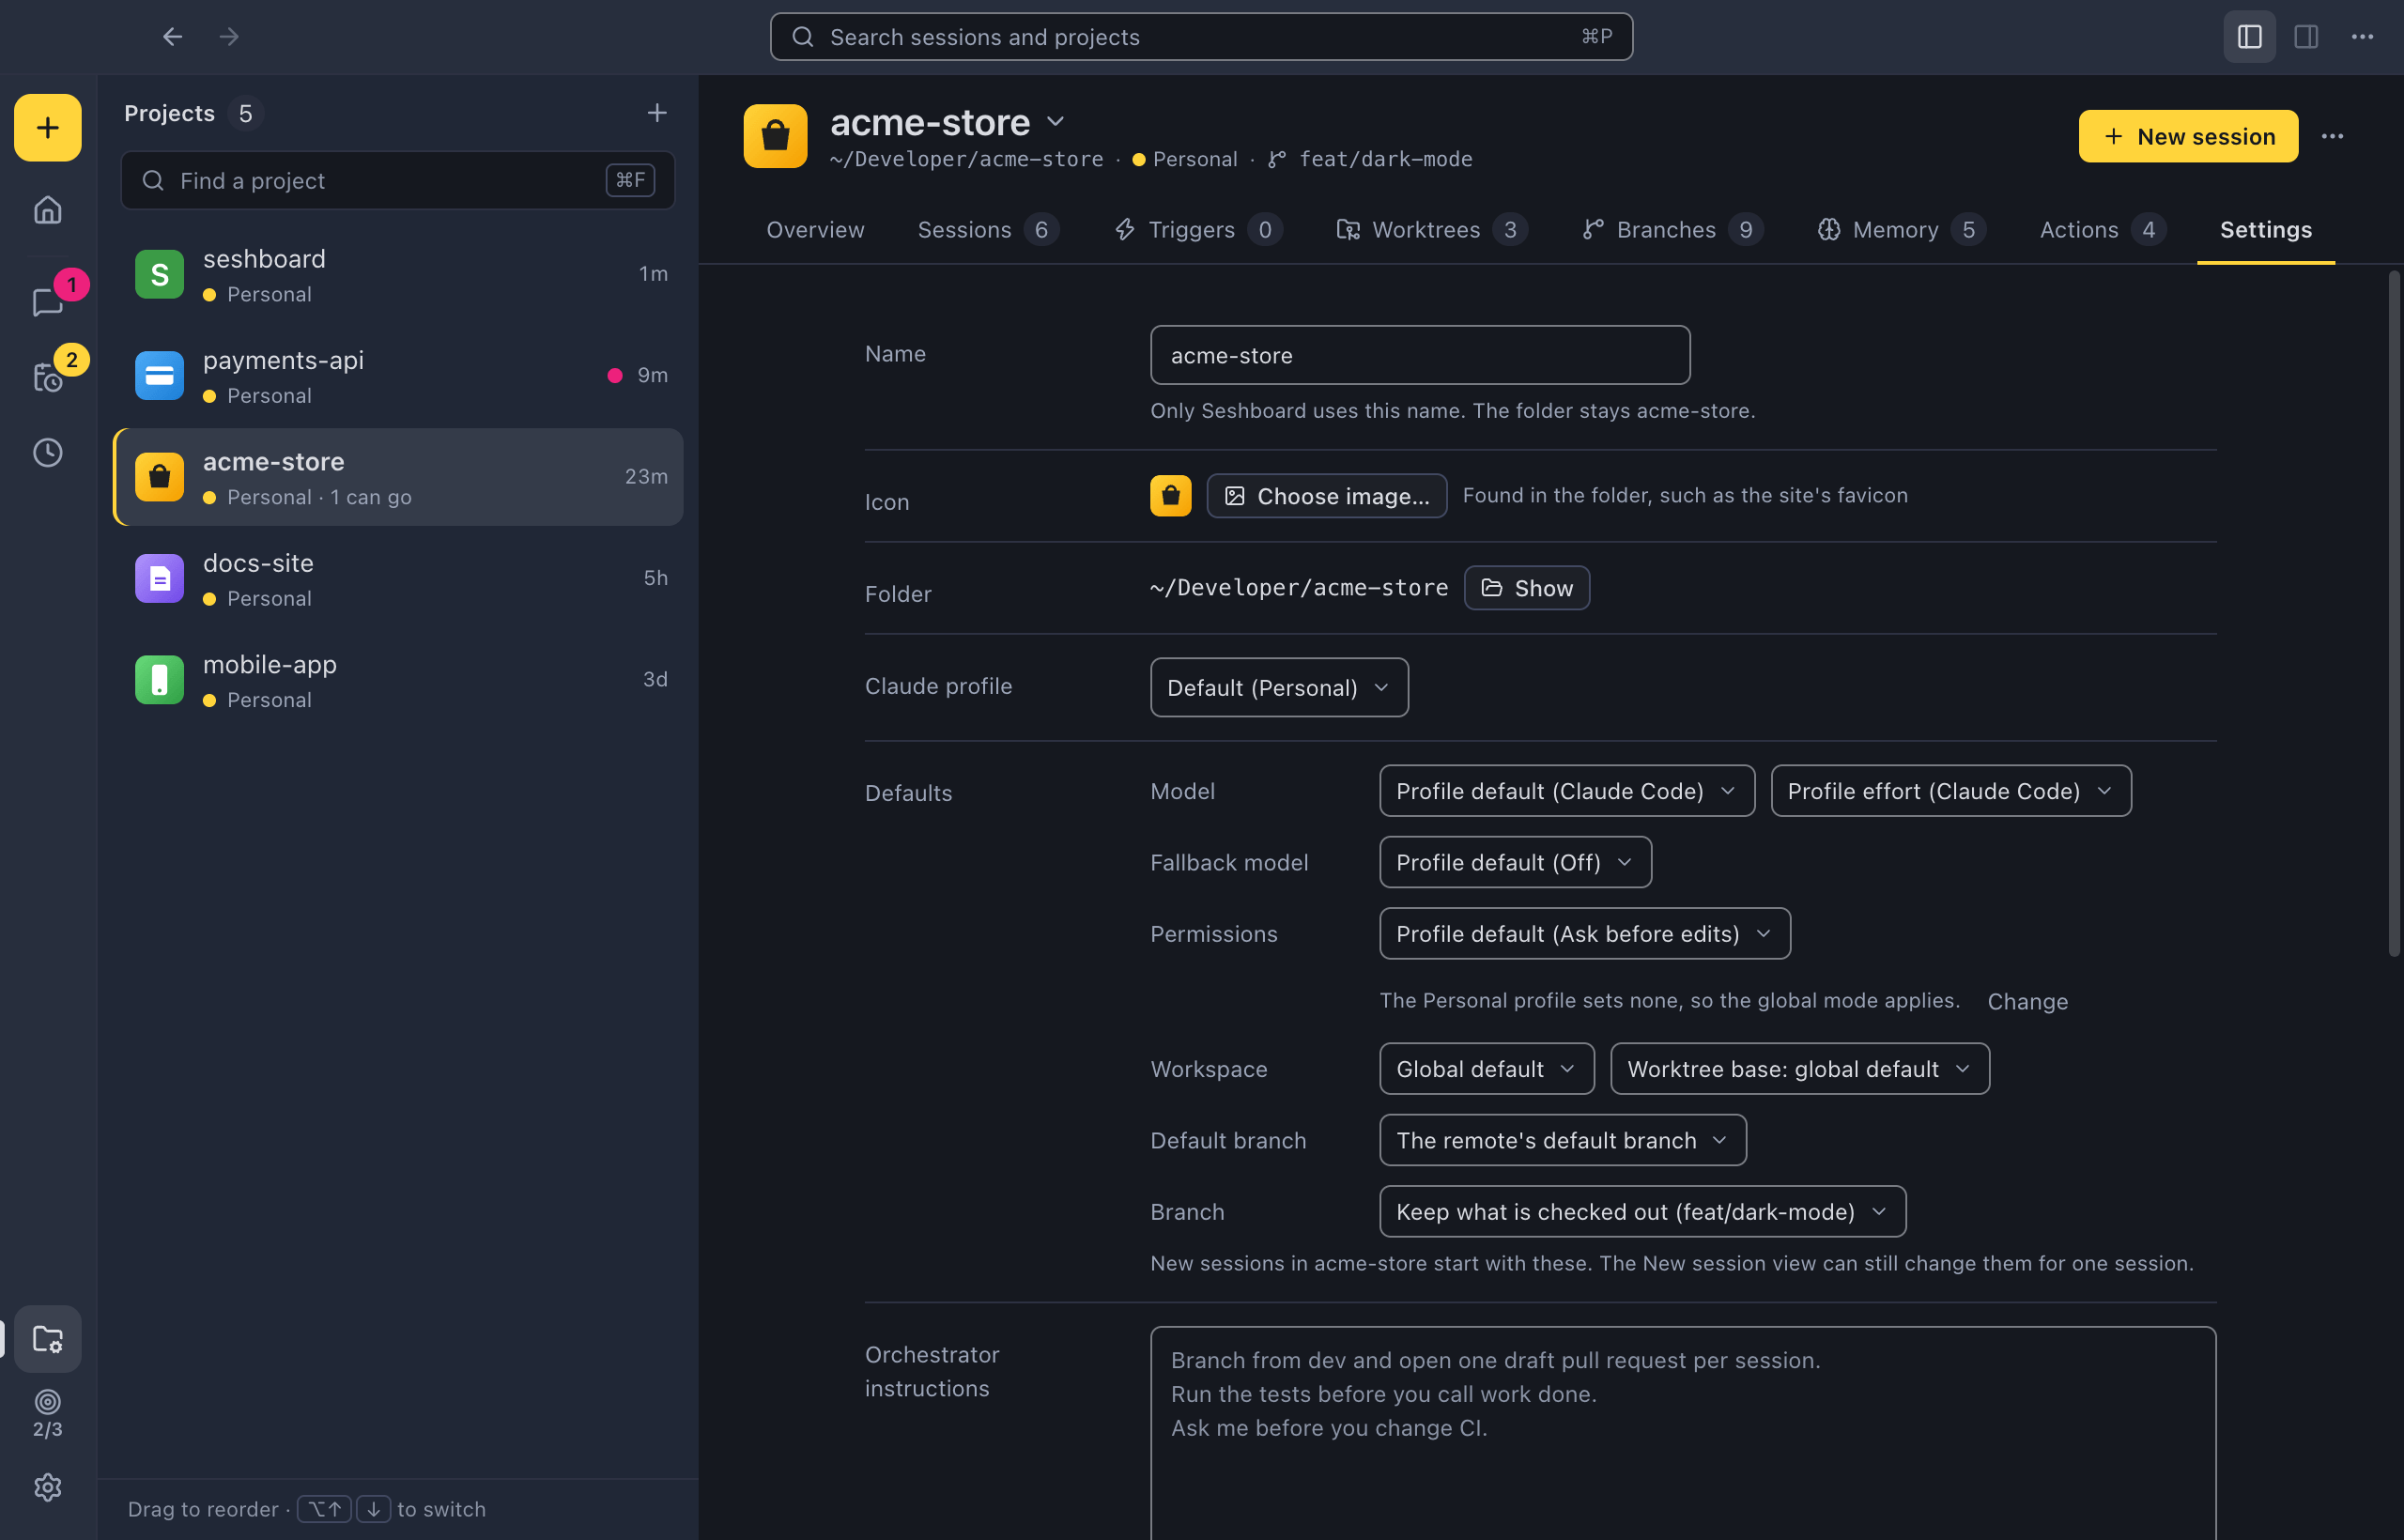 Search sessions and projects ⌘P
Projects 5
Find a project ⌘F
1
2
S seshboard 1m
Personal
payments-api 9m
Personal
acme-store 23m
Personal · 1 can go
docs-site 5h
Personal
mobile-app 3d
Personal
2/3
Drag to reorder · ⌥↑ ↓ to switch
acme-store
~/Developer/acme-store · Personal · feat/dark-mode
New session
Overview Sessions 6 Triggers 0 Worktrees 3 Branches 9 Memory 5 Actions 4 Settings
Name acme-store
Only Seshboard uses this name. The folder stays acme-store.
Icon Choose image... Found in the folder, such as the site's favicon
Folder ~/Developer/acme-store Show
Claude profile Default (Personal)
Defaults Model Profile default (Claude Code) Profile effort (Claude Code)
Fallback model Profile default (Off)
Permissions Profile default (Ask before edits)
The Personal profile sets none, so the global mode applies. Change
Workspace Global default Worktree base: global default
Default branch The remote's default branch
Branch Keep what is checked out (feat/dark-mode)
New sessions in acme-store start with these. The New session view can still change them for one session.
Orchestrator
instructions
Branch from dev and open one draft pull request per session.
Run the tests before you call work done.
Ask me before you change CI.